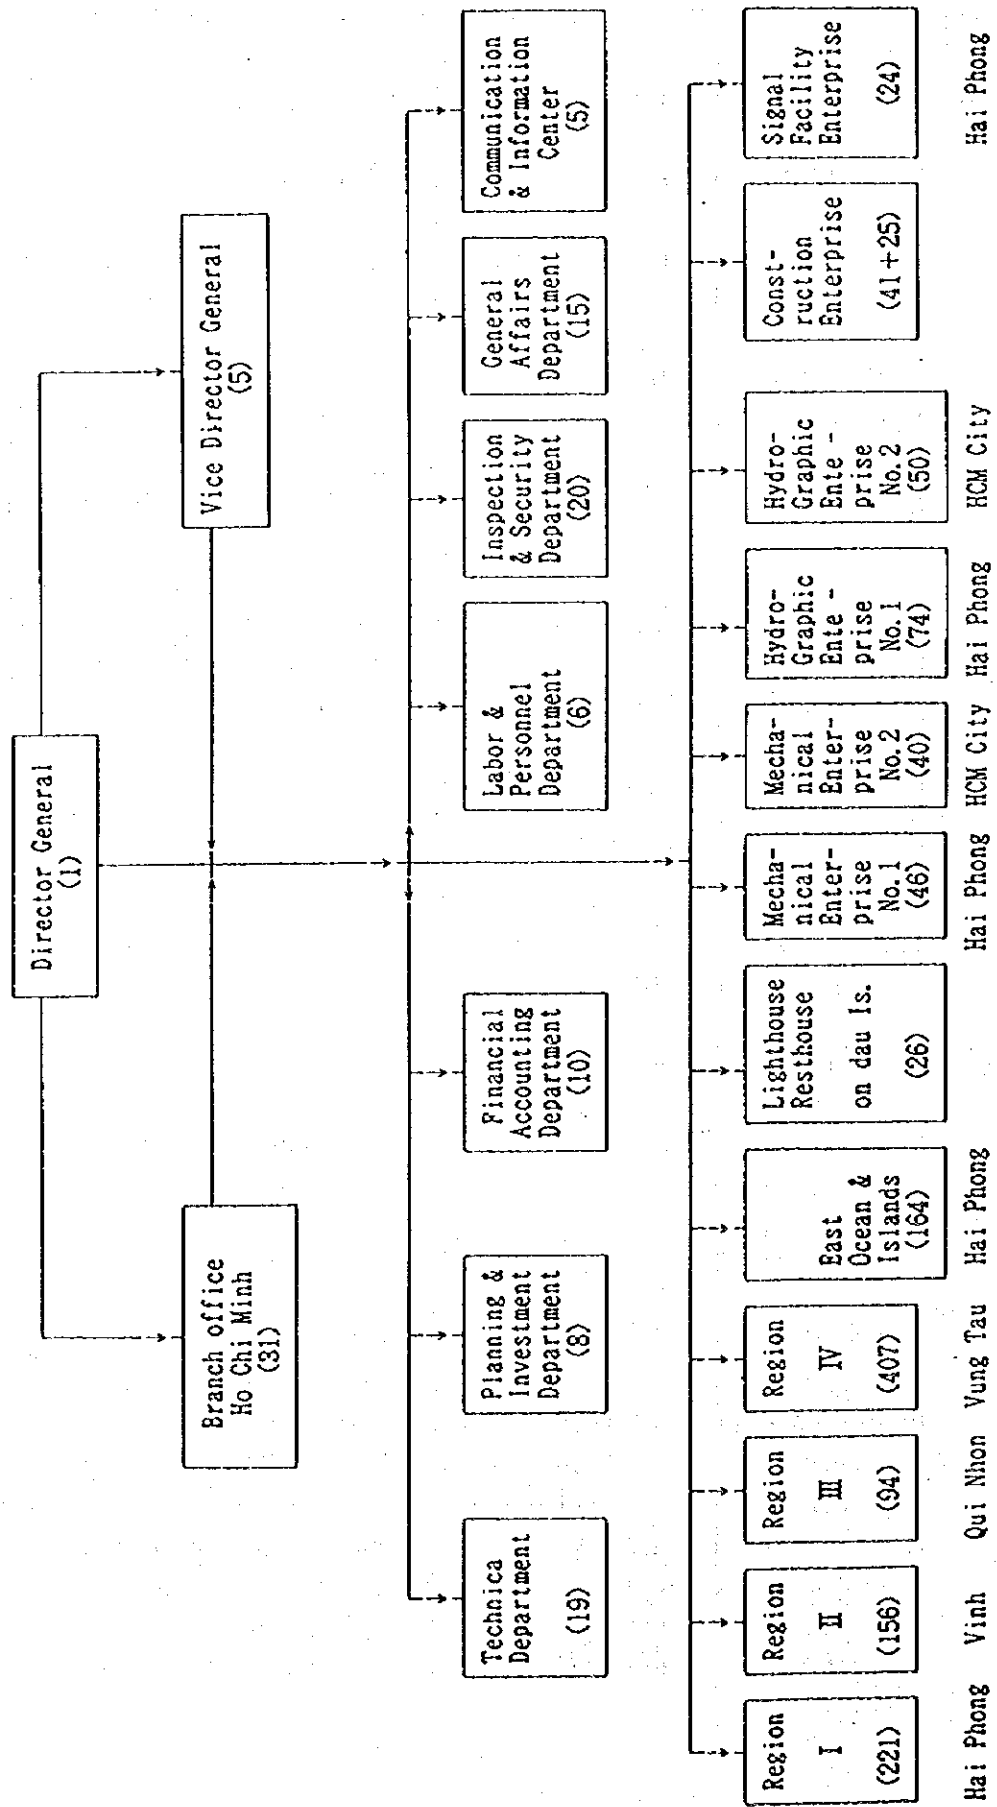 Director General
(1)
Branch office
Ho Chi Minh
(31)
Vice Director General
(5)
Technica
Department
(19)
Planning &
Investment
Department
(8)
Financial
Accounting
Department
(10)
Labor &
Personnel
Department
(6)
Inspection
& Security
Department
(20)
General
Affairs
Department
(15)
Communication
& Information
Center
(5)
Region
I
(221)
Region
II
(156)
Region
III
(94)
Region
IV
(407)
East
Ocean &
Islands
(164)
Lighthouse
Resthouse
on dau Is.
(26)
Mecha-
nical
Enter-
prise
No.1
(46)
Mecha-
nical
Enter-
prise
No.2
(40)
Hydro-
Graphic
Ente -
prise
No.1
(74)
Hydro-
Graphic
Ente -
prise
No.2
(50)
Const-
ruction
Enterprise
(41+25)
Signal
Facility
Enterprise
(24)
Hai Phong Vinh Qui Nhon Vung Tau Hai Phong Hai Phong HCM City Hai Phong HCM City Hai Phong